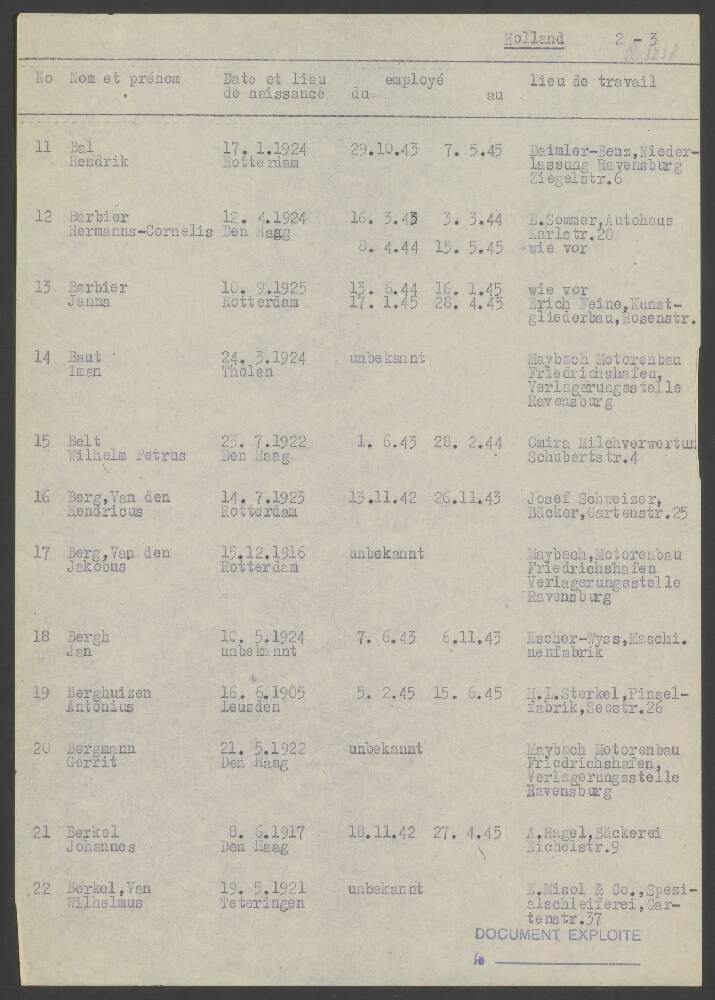 Holland 2 - 3
No Nom et prénom Date et lieu employé lieu de travail
de naissance du au
11 Bal 17. 1.1924 29.10.43 7. 5.45 Daimler-Benz,Nieder-
Hendrik Rotterdam lassung Ravensburg
Ziegelstr.6
12 Barbier 12. 4.1924 16. 3.43 3. 3.44 E.Sommer,Autohaus
Hermanns-Cornelis Den Haag Karlstr.20
8. 4.44 15. 5.45 wie vor
13 Barbier 10. 9.1925 13. 6.44 16. 1.45 wie vor
Janna Rotterdam 17. 1.45 28. 4.45 Erich Feine,Kunst-
gliederbau,Rosenstr.
14 Baut 24. 3.1924 unbekannt Maybach Motorenbau
iman Tholen Friedrichshafen,
Verlagerungsstelle
Ravensburg
15 Belt 23. 7.1922 1. 6.43 28. 2.44 Omira Milchverwertun
Wilhelm Petrus Den Haag Schubertstr.4
16 Berg,Van den 14. 7.1923 13.11.42 26.11.43 Josef Schweizer,
Hendricus Rotterdam Bäcker,Gartenstr.25
17 Berg,Van den 15.12.1916 unbekannt Maybach,Motorenbau
Jakobus Rotterdam Friedrichshafen
Verlagerungsstelle
Ravensburg
18 Bergh 10. 5.1924 7. 6.43 6.11.43 Escher-Wyss,Maschi.
Jan unbekannt nenfabrik
19 Berghuizen 16. 6.1905 5. 2.45 15. 6.45 H.L.Sterkel,Pinsel-
Antonius Leusden fabrik,Seestr.26
20 Bergmann 21. 5.1922 unbekannt Maybach Motorenbau
Gerrit Den Haag Friedrichshafen,
Verlagerungsstelle
Ravensburg
21 Berkel 8. 6.1917 18.11.42 27. 4.45 A.Hagel,Bäckerei
Johannes Den Haag Eichelstr.9
22 Berkel,Van 19. 5.1921 unbekannt E.Misol & Co.,Spezi-
Wilhelmus Teteringen alschleiferei,Gar-
tenstr.37
DOCUMENT EXPLOITE
le